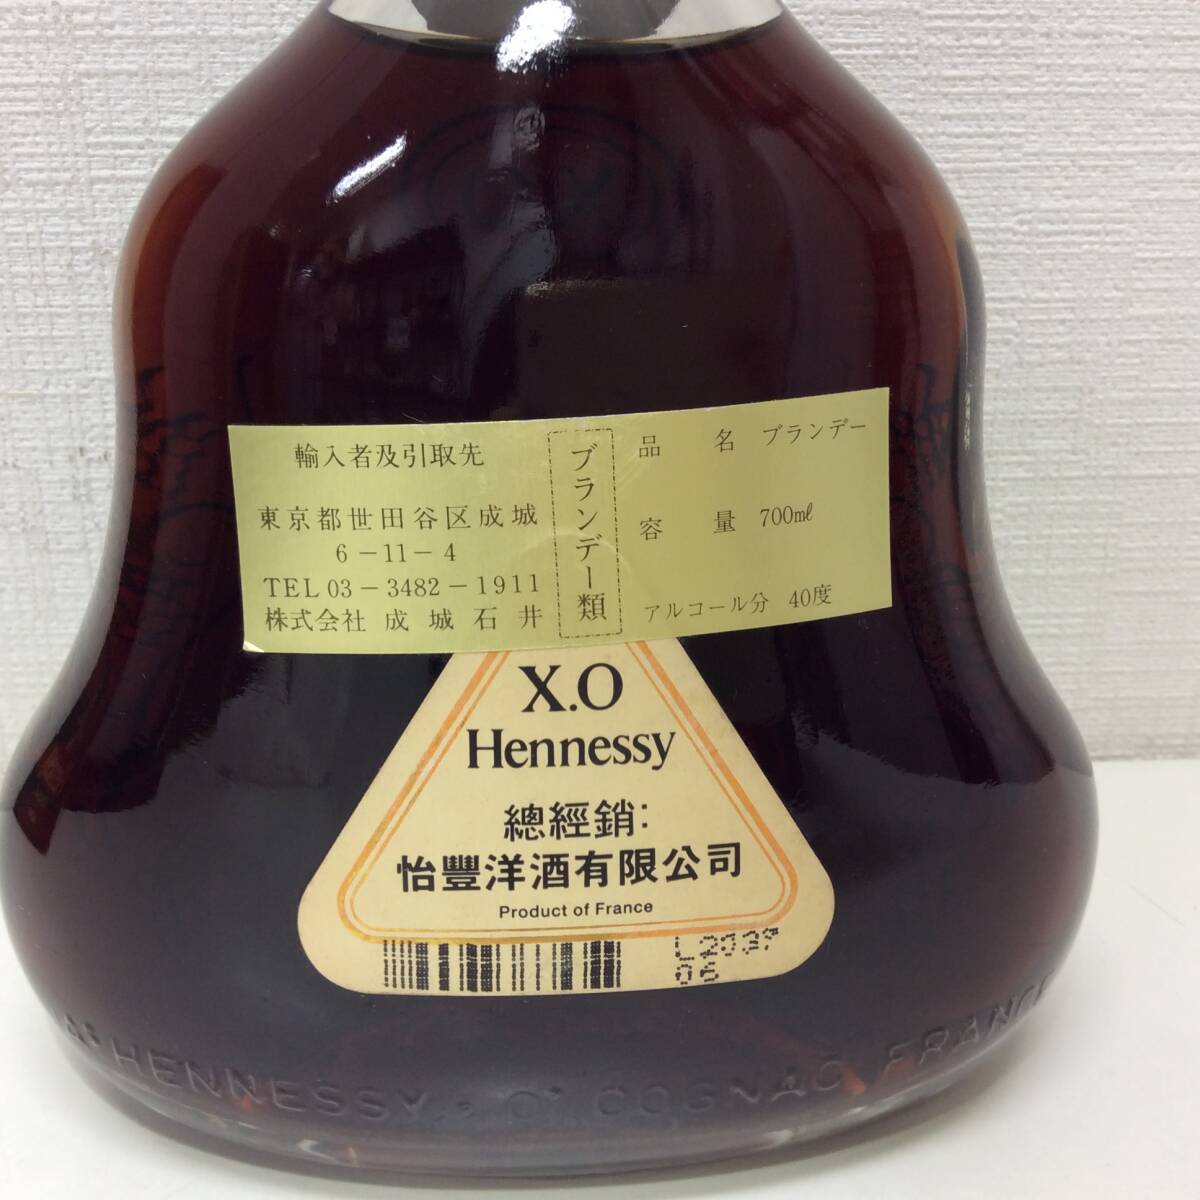 輸入者及引取先
東京都世田谷区成城
6-11-4
TEL 03-3482-1911
株式会社 成城石井
ブランデー類
品名 ブランデー
容量 700mℓ
アルコール分 40度
X.O
Hennessy
總經銷:
怡豐洋酒有限公司
Product of France
L2037
06
HENNESSY COGNAC FRANCE